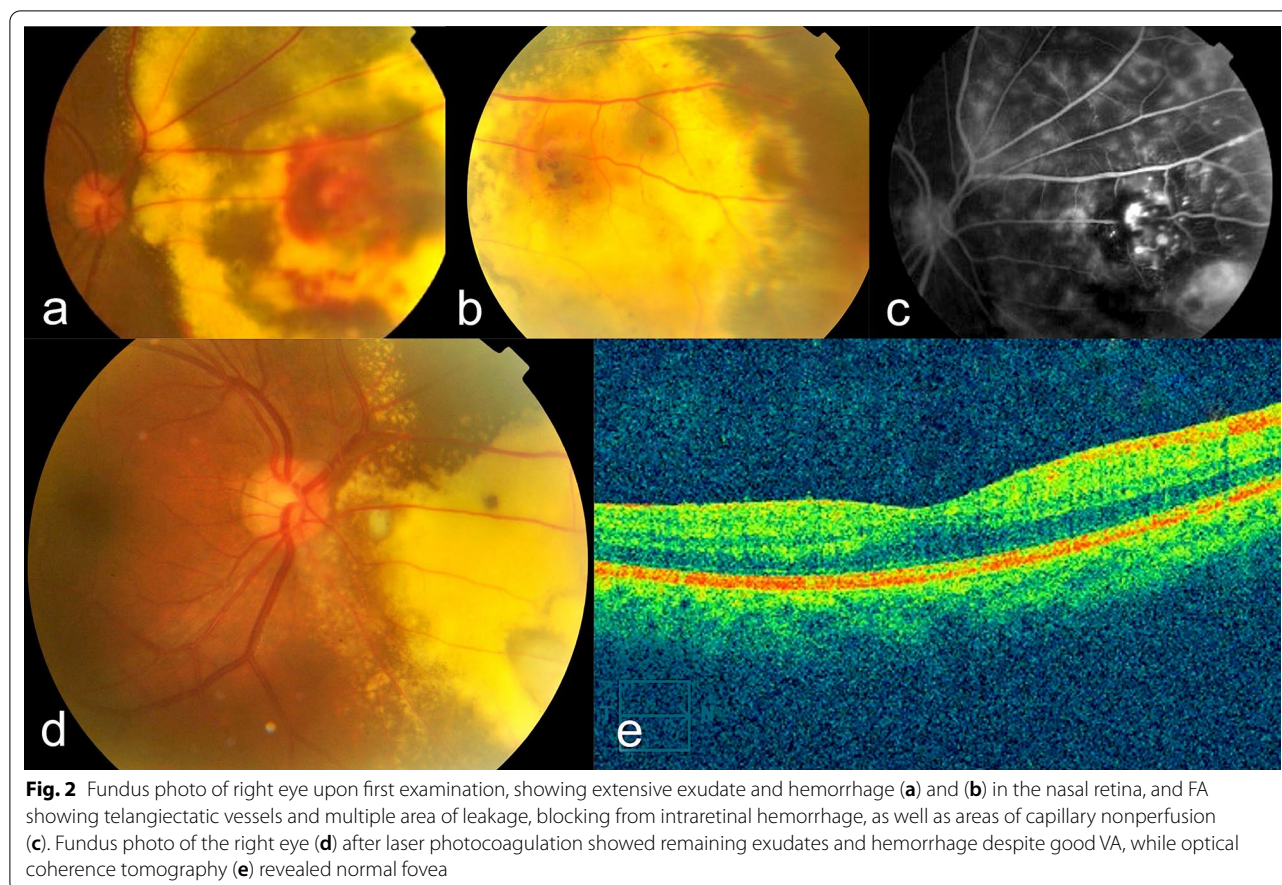 a
b
c
d
e
Fig. 2 Fundus photo of right eye upon first examination, showing extensive exudate and hemorrhage (a) and (b) in the nasal retina, and FA
showing telangiectatic vessels and multiple area of leakage, blocking from intraretinal hemorrhage, as well as areas of capillary nonperfusion
(c). Fundus photo of the right eye (d) after laser photocoagulation showed remaining exudates and hemorrhage despite good VA, while optical
coherence tomography (e) revealed normal fovea